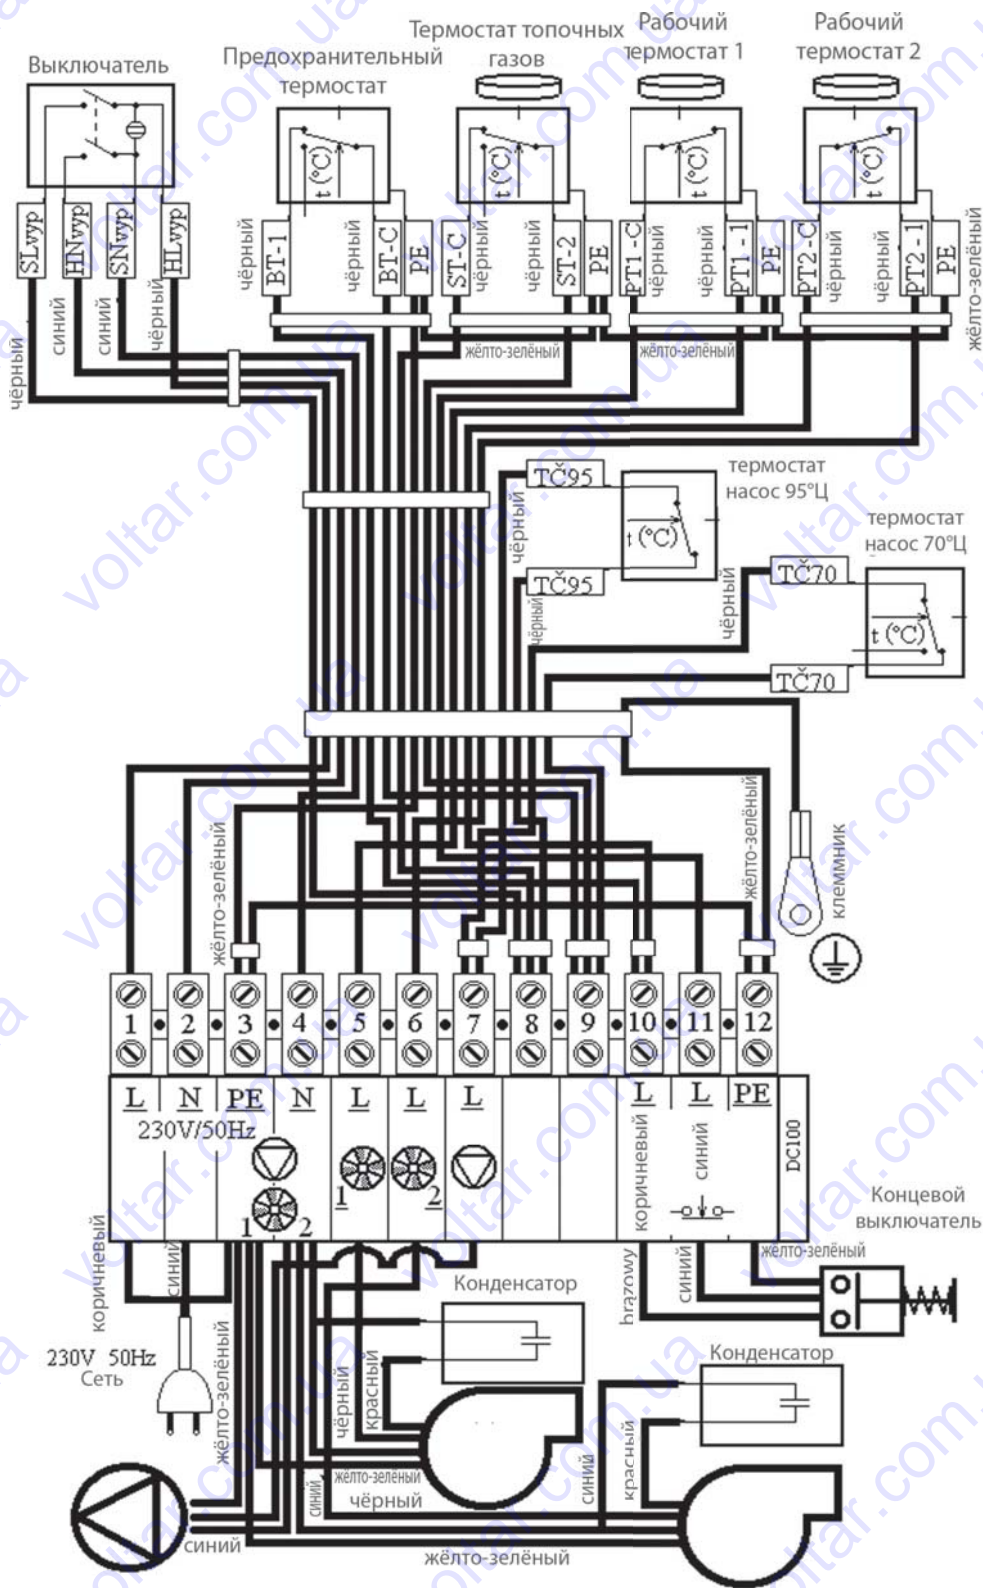 Выключатель
Предохранительный
термостат
Термостат топочных
газов
Рабочий
термостат 1
Рабочий
термостат 2
t (°C)
t (°C)
t (°C)
t (°C)
SLvyp
HNvyp
SNvyp
HLvyp
чёрный
BT-1
чёрный
BT-C
PE
ST-C
чёрный
чёрный
ST-2
PE
PT1-C
чёрный
чёрный
PT1-1
PE
PT2-C
чёрный
чёрный
PT2-1
PE
жёлто-зелёный
чёрный
синий
синий
чёрный
жёлто-зелёный
жёлто-зелёный
TČ95
чёрный
TČ95
чёрный
t (°C)
термостат
насос 95°Ц
термостат
насос 70°Ц
чёрный
TČ70
TČ70
t (°C)
жёлто-зелёный
жёлто-зелёный
клеммник
1 2 3 4 5 6 7 8 9 10 11 12
L N PE N L L L L L PE
230V/50Hz
1 2
1
2
коричневый
синий
DC100
Концевой
выключатель
жёлто-зелёный
коричневый
синий
brązowy
синий
230V 50Hz
Сеть
жёлто-зелёный
Конденсатор
чёрный
красный
жёлто-зелёный
чёрный
синий
Конденсатор
синий
красный
синий
жёлто-зелёный
voltar.com.ua